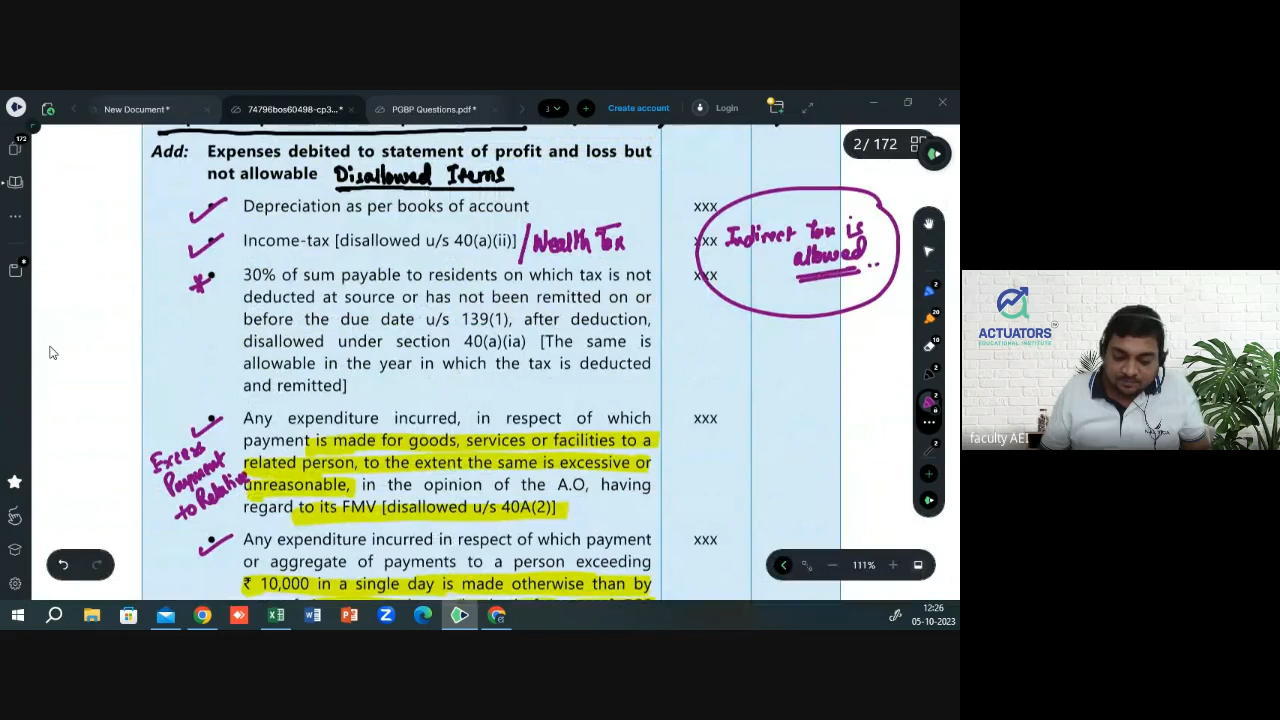 New Document*
74796bos60498-cp3...*
PGBP Questions.pdf*
3
Create account
Login
2 / 172
172
Add: Expenses debited to statement of profit and loss but
not allowable Disallowed Items
Depreciation as per books of account xxx
Income-tax [disallowed u/s 40(a)(ii)] / Wealth Tax xxx
Indirect Tax is
allowed..
30% of sum payable to residents on which tax is not xxx
deducted at source or has not been remitted on or
before the due date u/s 139(1), after deduction,
disallowed under section 40(a)(ia) [The same is
allowable in the year in which the tax is deducted
and remitted]
Any expenditure incurred, in respect of which xxx
payment is made for goods, services or facilities to a
related person, to the extent the same is excessive or
unreasonable, in the opinion of the A.O, having
regard to its FMV [disallowed u/s 40A(2)]
Excess
Payment
to Relative
Any expenditure incurred in respect of which payment xxx
or aggregate of payments to a person exceeding
₹ 10,000 in a single day is made otherwise than by
111%
12:26
05-10-2023
ACTUATORS
EDUCATIONAL INSTITUTE
faculty AEI